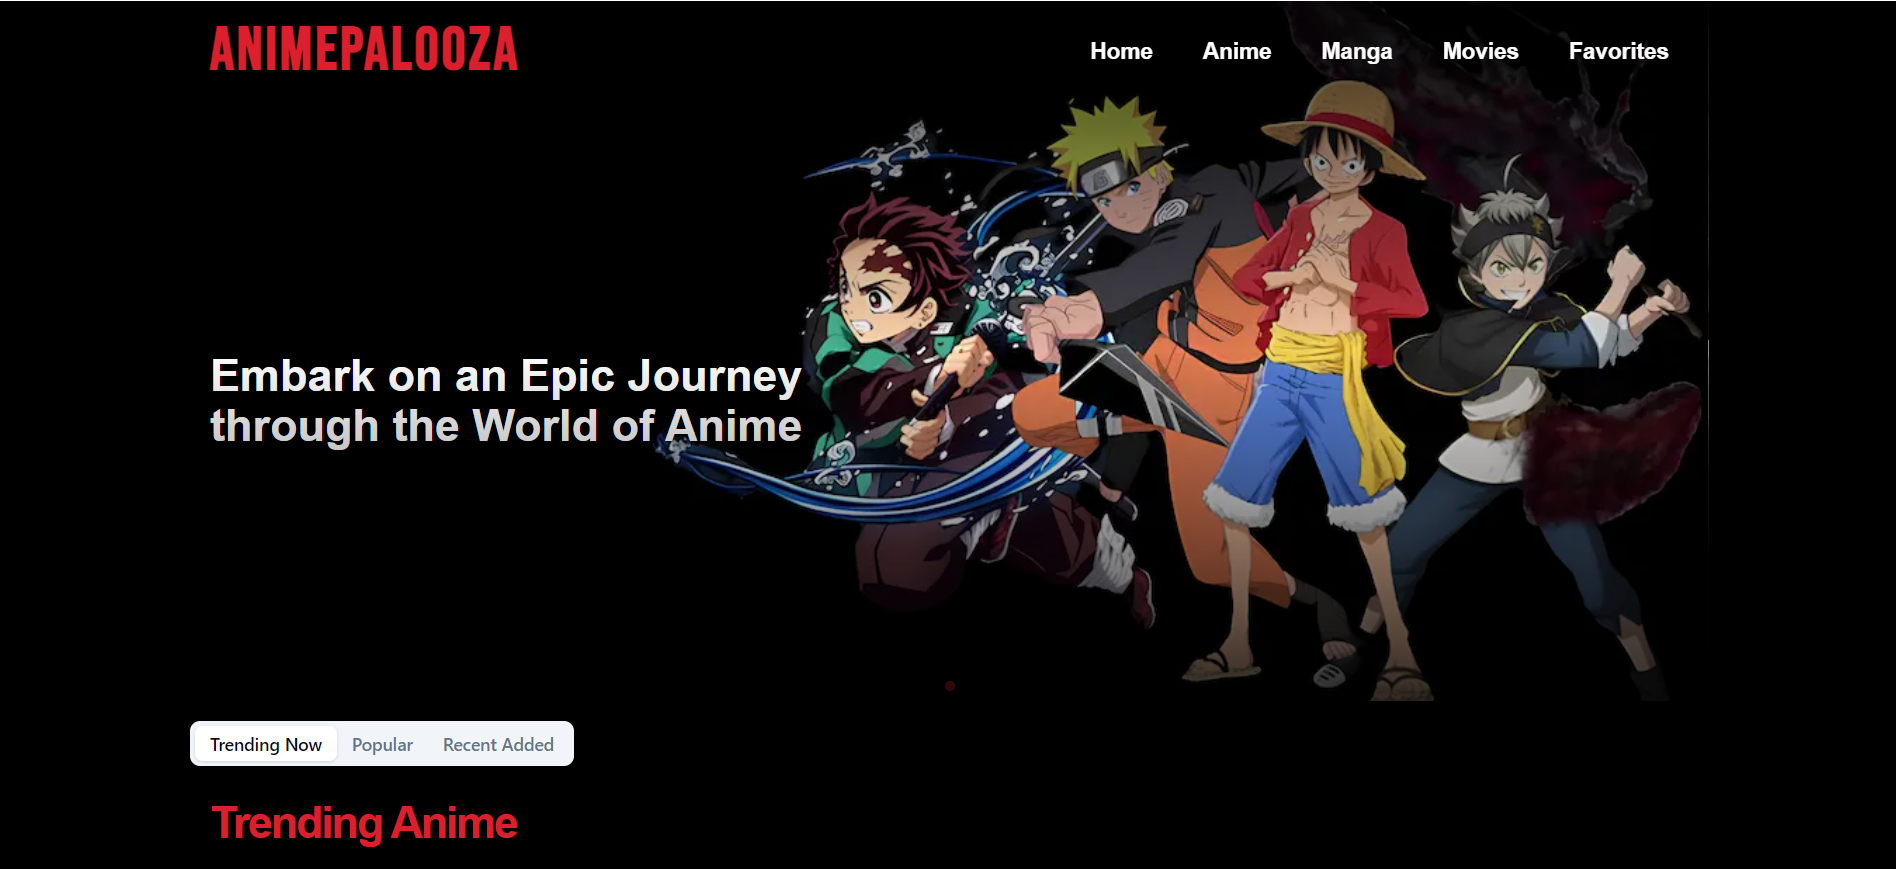 ANIMEPALOOZA
Home Anime Manga Movies Favorites
Embark on an Epic Journey
through the World of Anime
Trending Now Popular Recent Added
Trending Anime